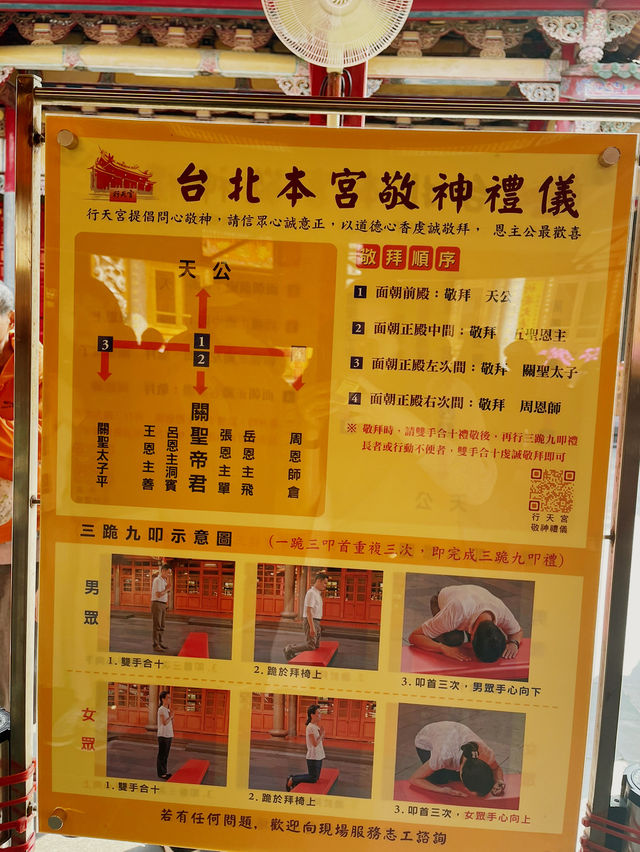 台北本宮敬神禮儀
行天宮
行天宮提倡問心敬神，請信眾心誠意正，以道德心香虔誠敬拜， 恩主公最歡喜
天公
3
1
2
關聖太子平
王恩主善
呂恩主洞賓
關聖帝君
張恩主單
岳恩主飛
周恩師倉
敬拜順序
1 面朝前殿：敬拜 天公
2 面朝正殿中間：敬拜 五聖恩主
3 面朝正殿左次間：敬拜 關聖太子
4 面朝正殿右次間：敬拜 周恩師
※ 敬拜時，請雙手合十禮敬後，再行三跪九叩禮
長者或行動不便者，雙手合十虔誠敬拜即可
行天宮
敬神禮儀
三跪九叩示意圖 (一跪三叩首重複三次，即完成三跪九叩禮)
男眾
1. 雙手合十
2. 跪於拜椅上
3. 叩首三次，男眾手心向下
女眾
1. 雙手合十
2. 跪於拜椅上
3. 叩首三次，女眾手心向上
若有任何問題，歡迎向現場服務志工諮詢